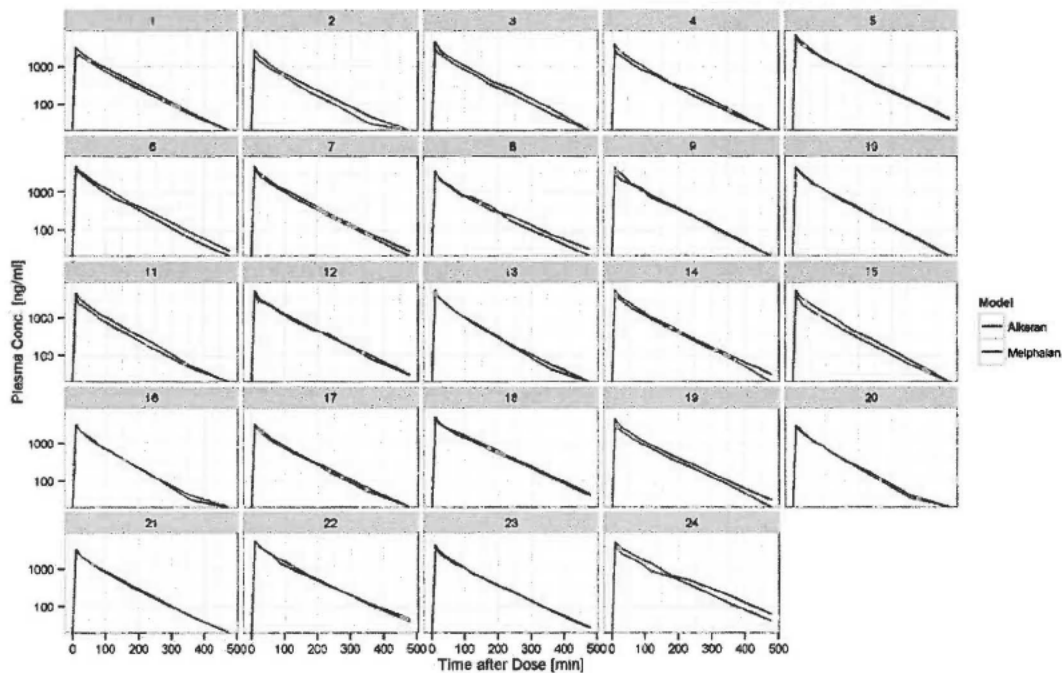 1 2 3 4 5
1000
100
6 7 8 9 10
1000
100
11 12 13 14 15
1000
100
16 17 18 19 20
1000
100
21 22 23 24
1000
100
0 100 200 300 400 500 0 100 200 300 400 500 0 100 200 300 400 500 0 100 200 300 400 500
Time after Dose [min]
Plasma Conc. [ng/ml]
Model
Alkeran
Melphalan